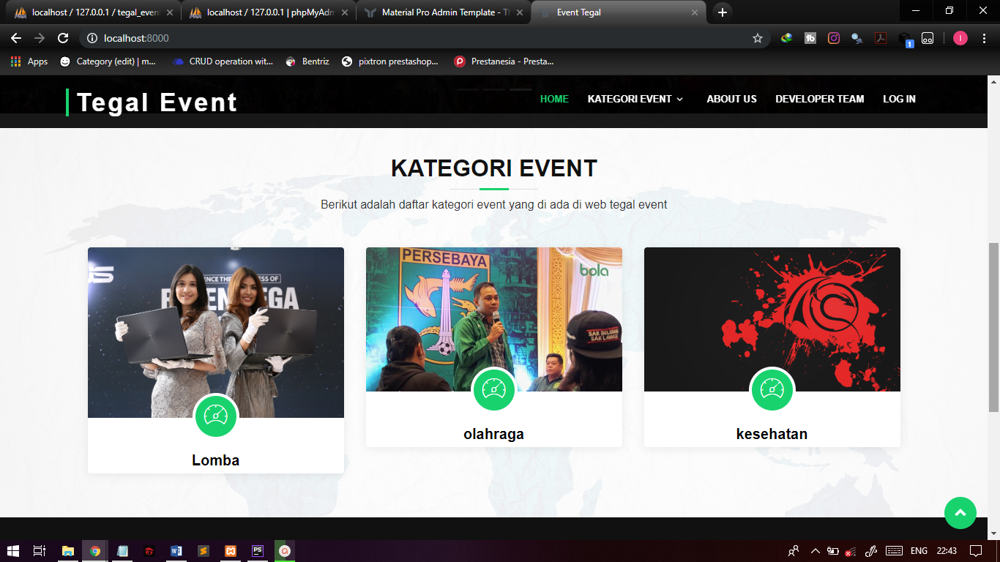 localhost / 127.0.0.1 / tegal_even
localhost / 127.0.0.1 | phpMyAdm
Material Pro Admin Template - Th
Event Tegal
localhost:8000
Apps
Category (edit) | m...
CRUD operation wit...
Bentriz
pixtron prestashop...
Prestanesia - Presta...
Tegal Event
HOME
KATEGORI EVENT
ABOUT US
DEVELOPER TEAM
LOG IN
KATEGORI EVENT
Berikut adalah daftar kategori event yang di ada di web tegal event
PERSEBAYA
bola
SAK DULURAN
Lomba
olahraga
kesehatan
ENG
22:43